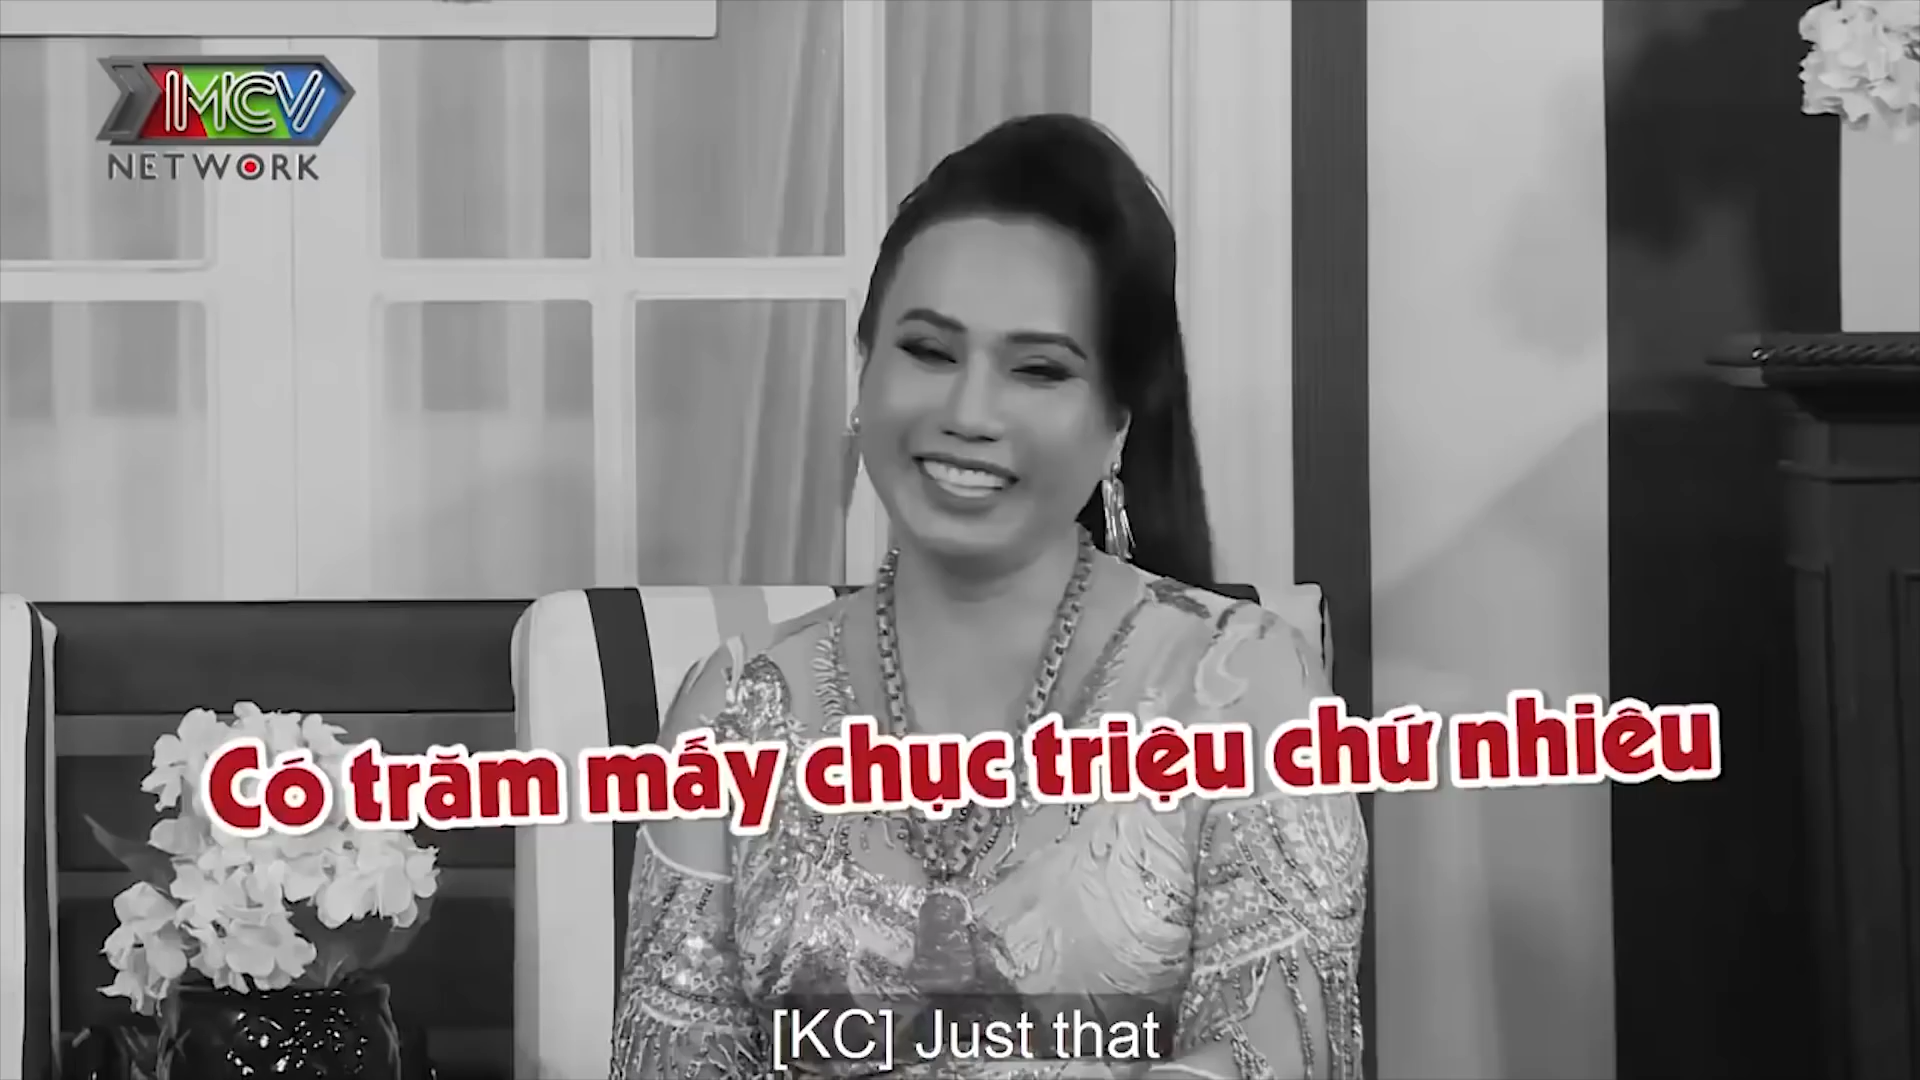 MCV
NETWORK
Có trăm mấy chục triệu chứ nhiêu
[KC] Just that